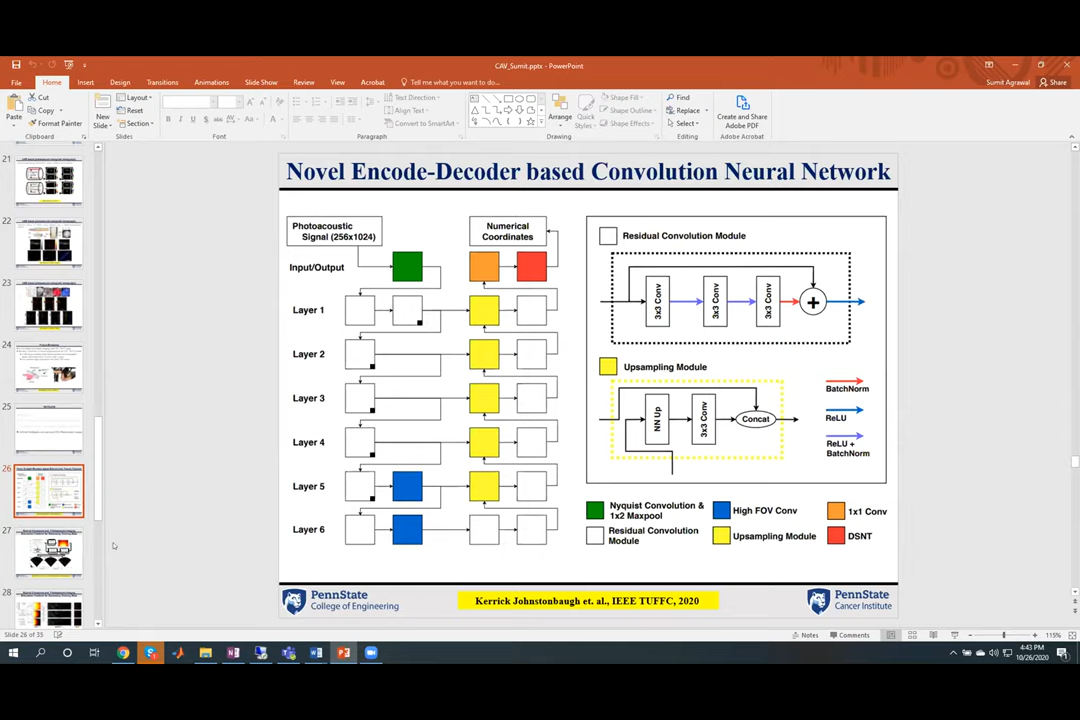 CAV_Sumit.pptx - PowerPoint
Sumit Agrawal
Share
File Home Insert Design Transitions Animations Slide Show Review View Acrobat Tell me what you want to do...
Paste
Cut
Copy
Format Painter
Clipboard
New Slide
Layout
Reset
Section
Slides
Font
Text Direction
Align Text
Convert to SmartArt
Paragraph
Arrange
Quick Styles
Shape Fill
Shape Outline
Shape Effects
Drawing
Find
Replace
Select
Editing
Create and Share Adobe PDF
Adobe Acrobat
21
22
23
24
25
26
27
28
Novel Encode-Decoder based Convolution Neural Network
Photoacoustic
Signal (256x1024)
Numerical
Coordinates
Input/Output
Layer 1
Layer 2
Layer 3
Layer 4
Layer 5
Layer 6
Residual Convolution Module
3x3 Conv
3x3 Conv
3x3 Conv
+
Upsampling Module
NN Up
3x3 Conv
Concat
BatchNorm
ReLU
ReLU +
BatchNorm
Nyquist Convolution &
1x2 Maxpool
High FOV Conv
1x1 Conv
Residual Convolution
Module
Upsampling Module
DSNT
PennState
College of Engineering
Kerrick Johnstonbaugh et. al., IEEE TUFFC, 2020
PennState
Cancer Institute
Slide 26 of 35
Notes
Comments
115%
4:43 PM
10/26/2020